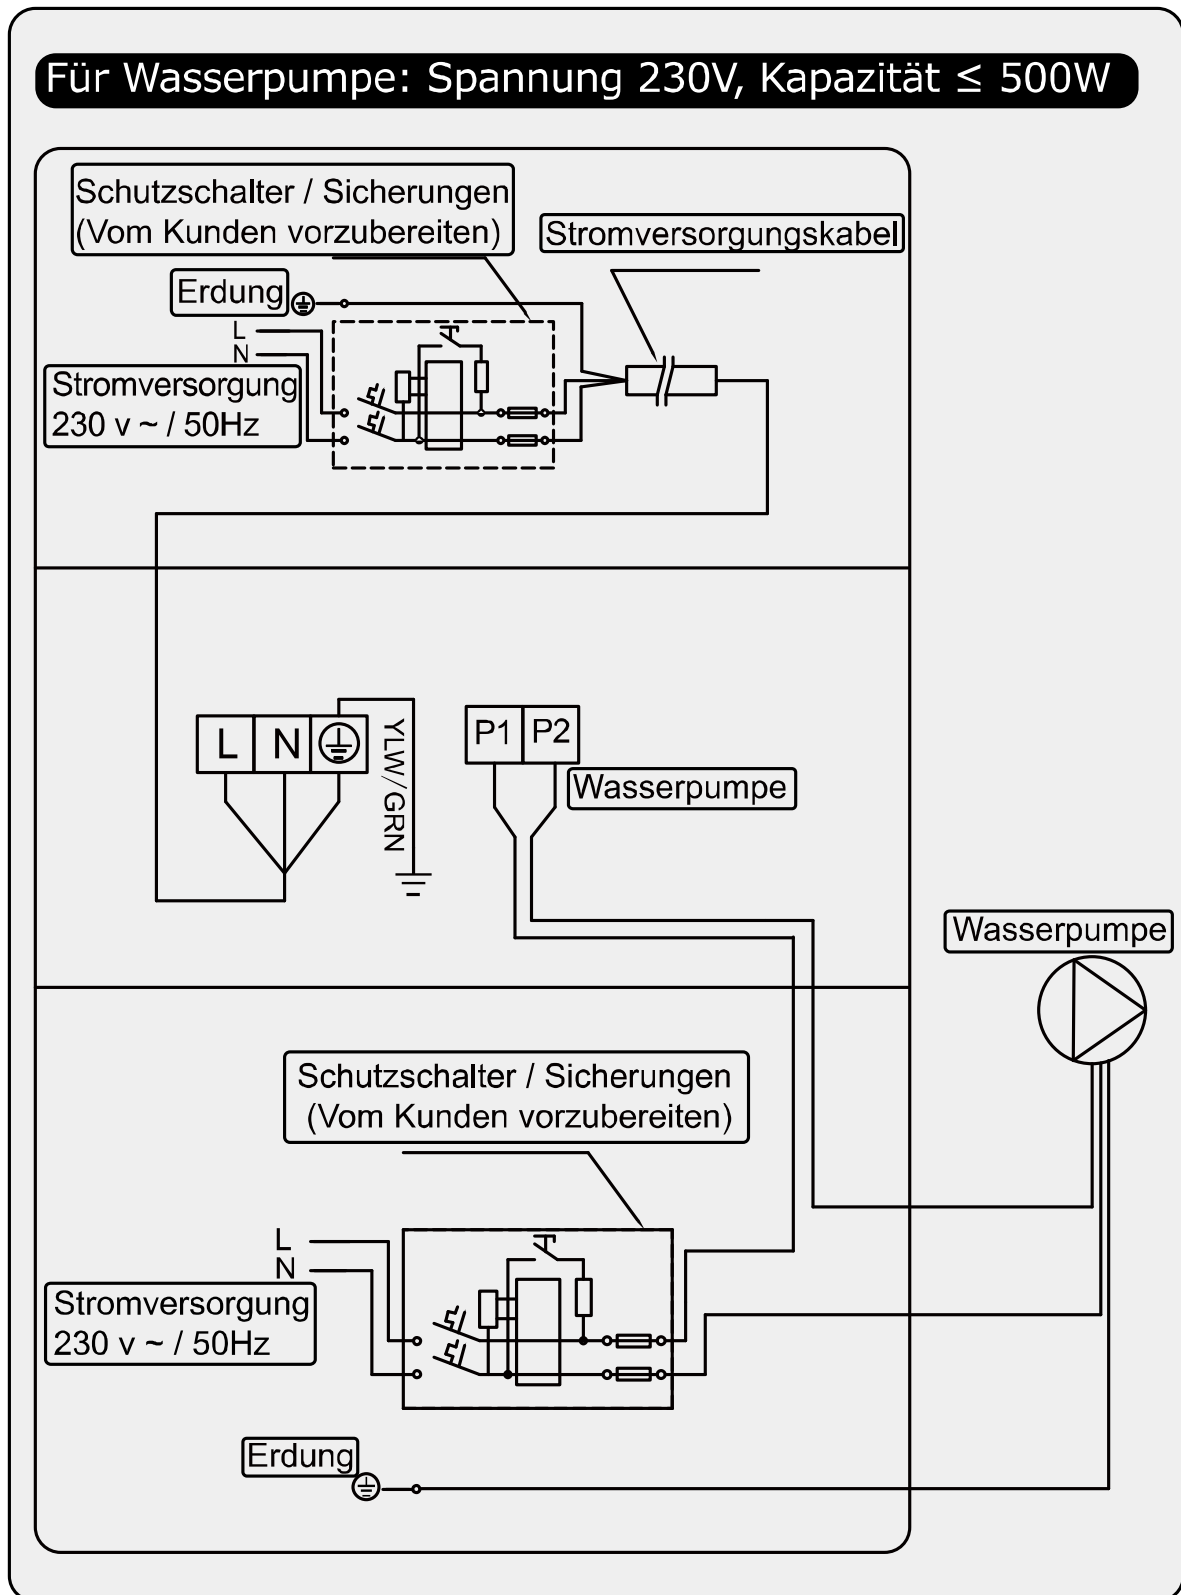 Für Wasserpumpe: Spannung 230V, Kapazität ≤ 500W
Schutzschalter / Sicherungen
(Vom Kunden vorzubereiten)
Stromversorgungskabel
Erdung
L
N
Stromversorgung
230 v ~ / 50Hz
L N
YLW/GRN
P1 P2
Wasserpumpe
Wasserpumpe
Schutzschalter / Sicherungen
(Vom Kunden vorzubereiten)
L
N
Stromversorgung
230 v ~ / 50Hz
Erdung